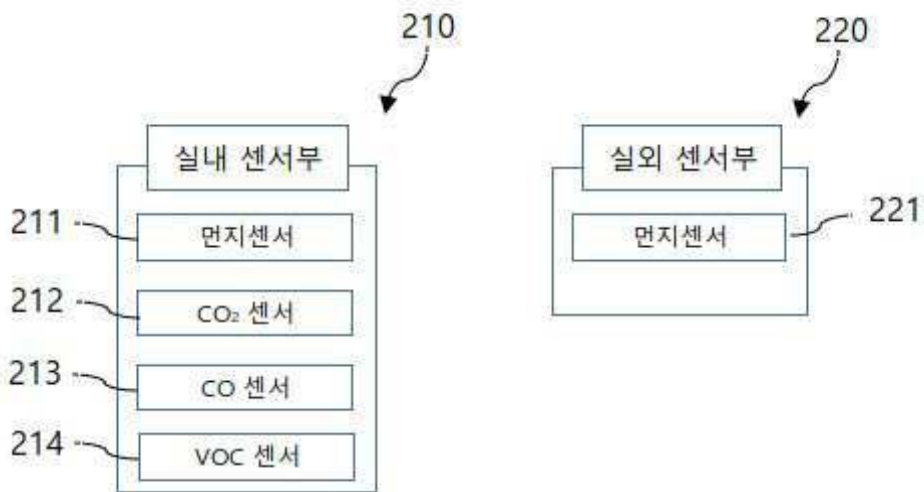 210
220
실내 센서부
실외 센서부
211
먼지센서
먼지센서
221
212
CO₂ 센서
213
CO 센서
214
VOC 센서